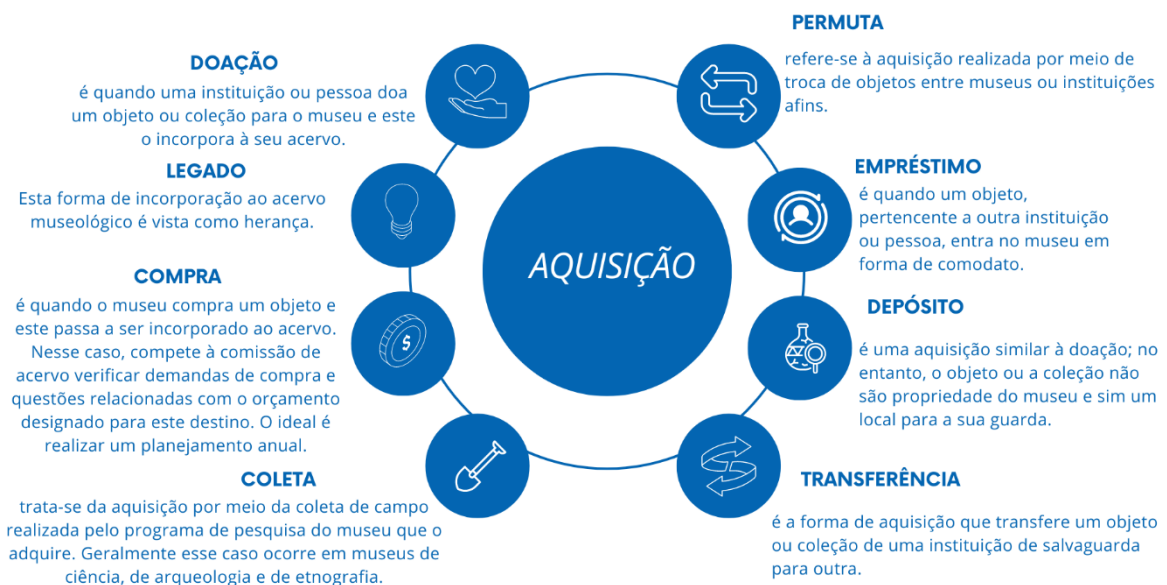 DOAÇÃO
é quando uma instituição ou pessoa doa
um objeto ou coleção para o museu e este
o incorpora à seu acervo.
LEGADO
Esta forma de incorporação ao acervo
museológico é vista como herança.
COMPRA
é quando o museu compra um objeto e
este passa a ser incorporado ao acervo.
Nesse caso, compete à comissão de
acervo verificar demandas de compra e
questões relacionadas com o orçamento
designado para este destino. O ideal é
realizar um planejamento anual.
$
COLETA
trata-se da aquisição por meio da coleta de campo
realizada pelo programa de pesquisa do museu que o
adquire. Geralmente esse caso ocorre em museus de
ciência, de arqueologia e de etnografia.
AQUISIÇÃO
PERMUTA
refere-se à aquisição realizada por meio de
troca de objetos entre museus ou instituições
afins.
EMPRÉSTIMO
é quando um objeto,
pertencente a outra instituição
ou pessoa, entra no museu em
forma de comodato.
DEPÓSITO
é uma aquisição similar à doação; no
entanto, o objeto ou a coleção não
são propriedade do museu e sim um
local para a sua guarda.
TRANSFERÊNCIA
é a forma de aquisição que transfere um objeto
ou coleção de uma instituição de salvaguarda
para outra.